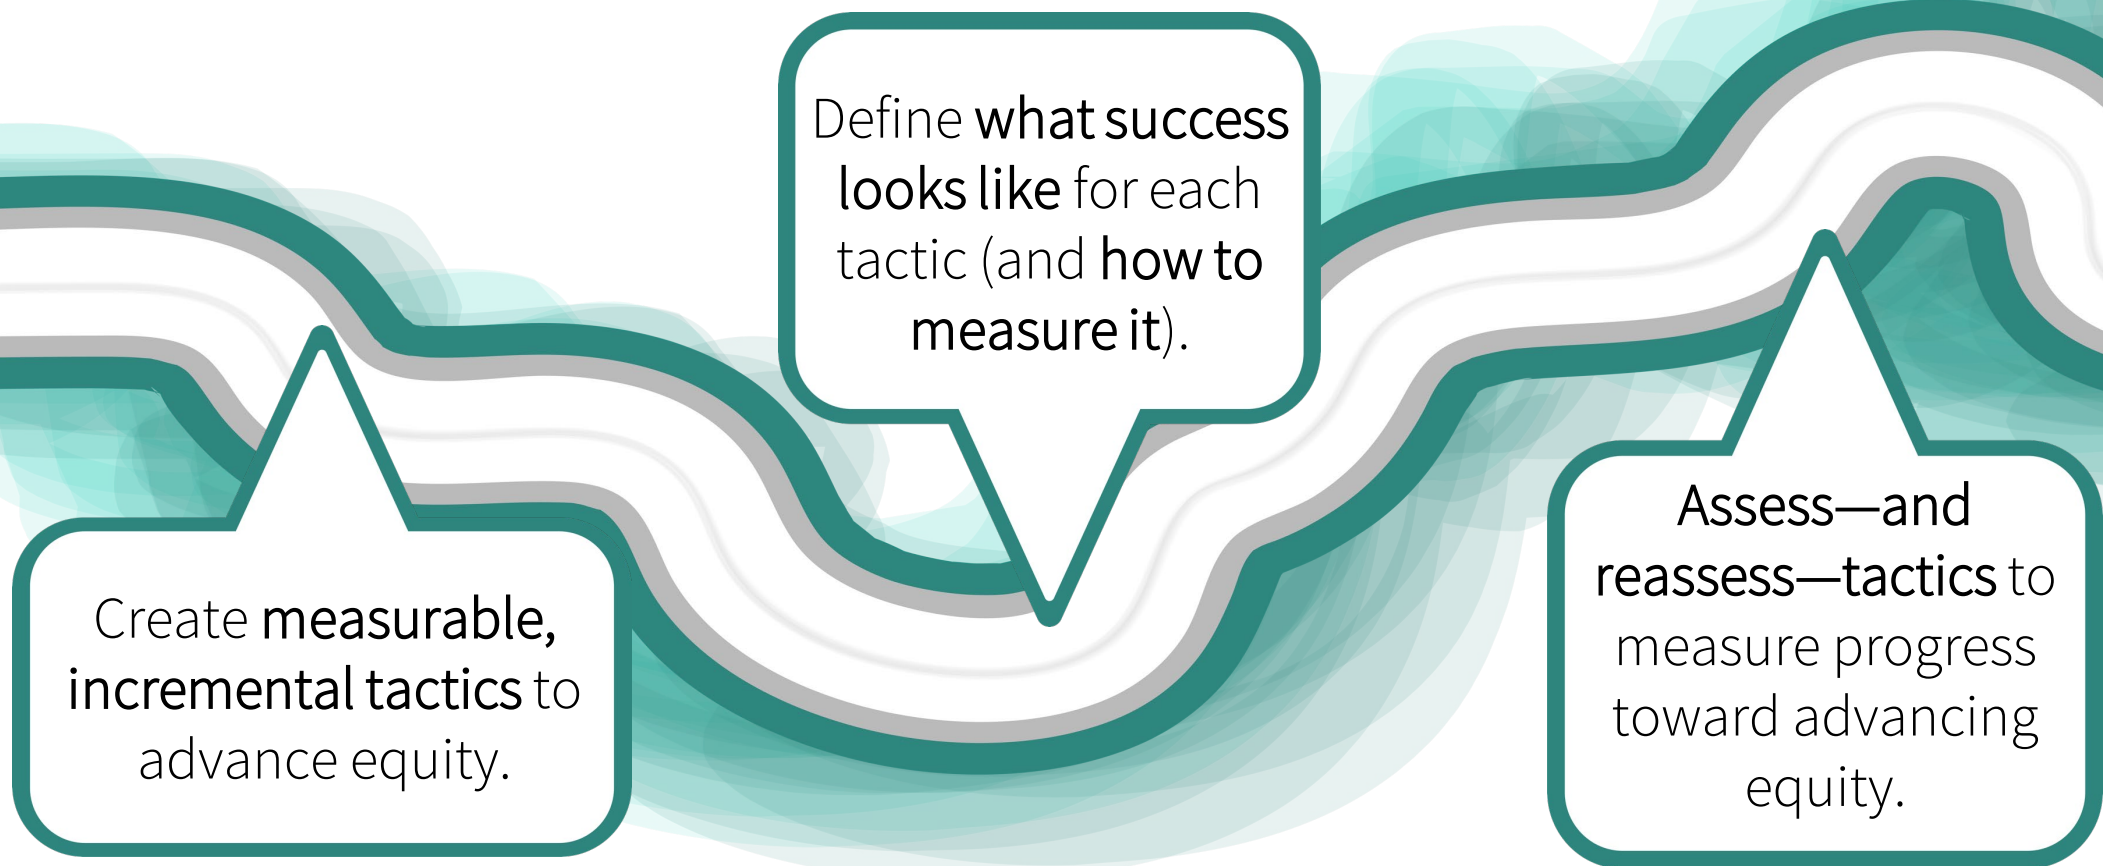 Create measurable,
incremental tactics to
advance equity.
Define what success
looks like for each
tactic (and how to
measure it).
Assess—and
reassess—tactics to
measure progress
toward advancing
equity.